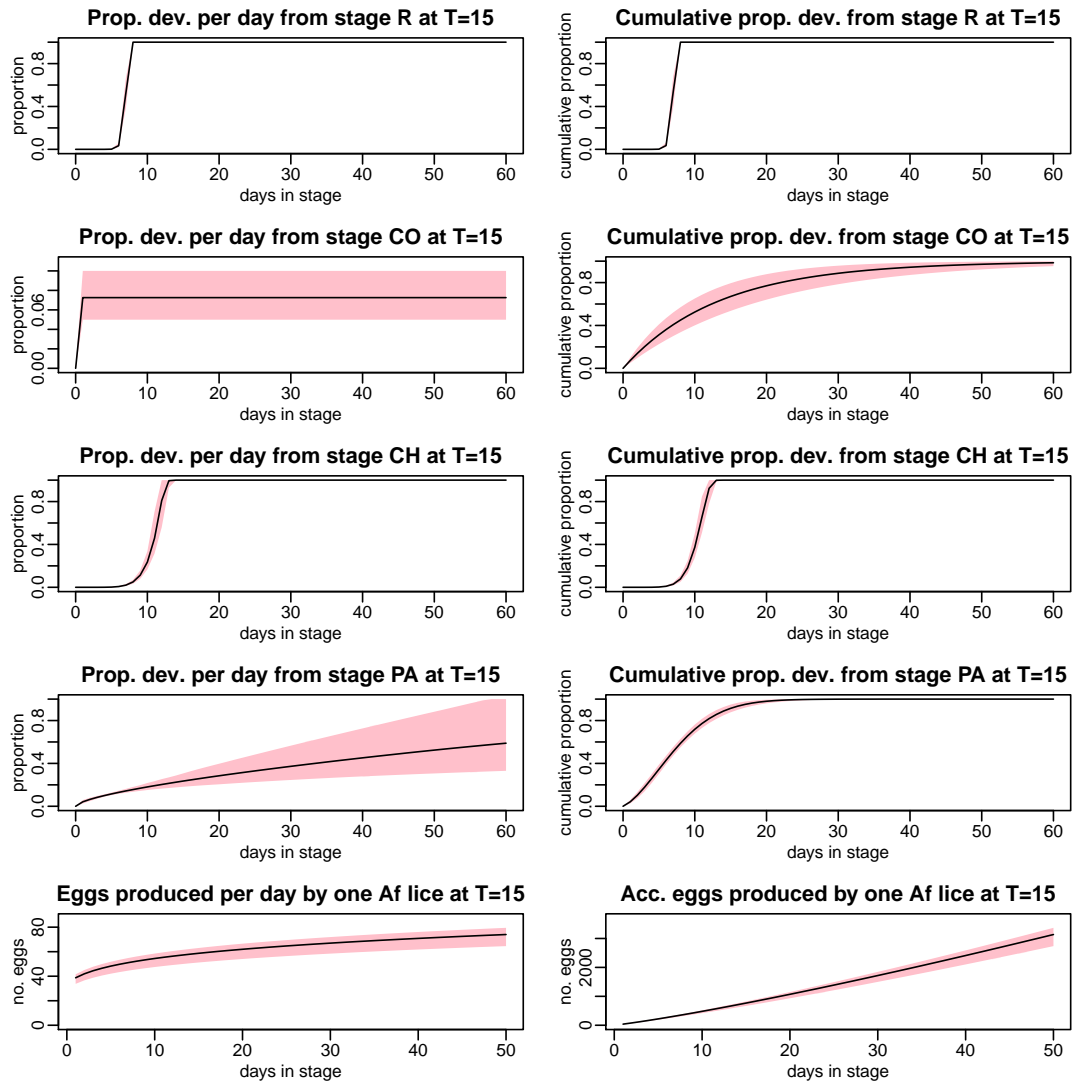 Prop. dev. per day from stage R at T=15
proportion
0.0 0.4 0.8
0 10 20 30 40 50 60
days in stage
Cumulative prop. dev. from stage R at T=15
cumulative proportion
0.0 0.4 0.8
0 10 20 30 40 50 60
days in stage
Prop. dev. per day from stage CO at T=15
proportion
0.00 0.06
0 10 20 30 40 50 60
days in stage
Cumulative prop. dev. from stage CO at T=15
cumulative proportion
0.0 0.4 0.8
0 10 20 30 40 50 60
days in stage
Prop. dev. per day from stage CH at T=15
proportion
0.0 0.4 0.8
0 10 20 30 40 50 60
days in stage
Cumulative prop. dev. from stage CH at T=15
cumulative proportion
0.0 0.4 0.8
0 10 20 30 40 50 60
days in stage
Prop. dev. per day from stage PA at T=15
proportion
0.0 0.4 0.8
0 10 20 30 40 50 60
days in stage
Cumulative prop. dev. from stage PA at T=15
cumulative proportion
0.0 0.4 0.8
0 10 20 30 40 50 60
days in stage
Eggs produced per day by one Af lice at T=15
no. eggs
0 40 80
0 10 20 30 40 50
days in stage
Acc. eggs produced by one Af lice at T=15
no. eggs
0 2000
0 10 20 30 40 50
days in stage